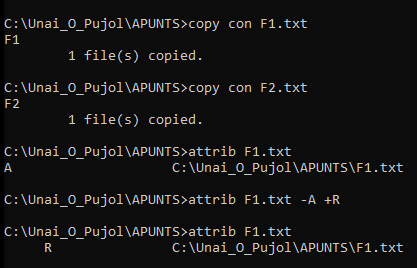 C:\Unai_O_Pujol\APUNTS>copy con F1.txt
F1
        1 file(s) copied.
C:\Unai_O_Pujol\APUNTS>copy con F2.txt
F2
        1 file(s) copied.
C:\Unai_O_Pujol\APUNTS>attrib F1.txt
A                    C:\Unai_O_Pujol\APUNTS\F1.txt
C:\Unai_O_Pujol\APUNTS>attrib F1.txt -A +R
C:\Unai_O_Pujol\APUNTS>attrib F1.txt
     R               C:\Unai_O_Pujol\APUNTS\F1.txt